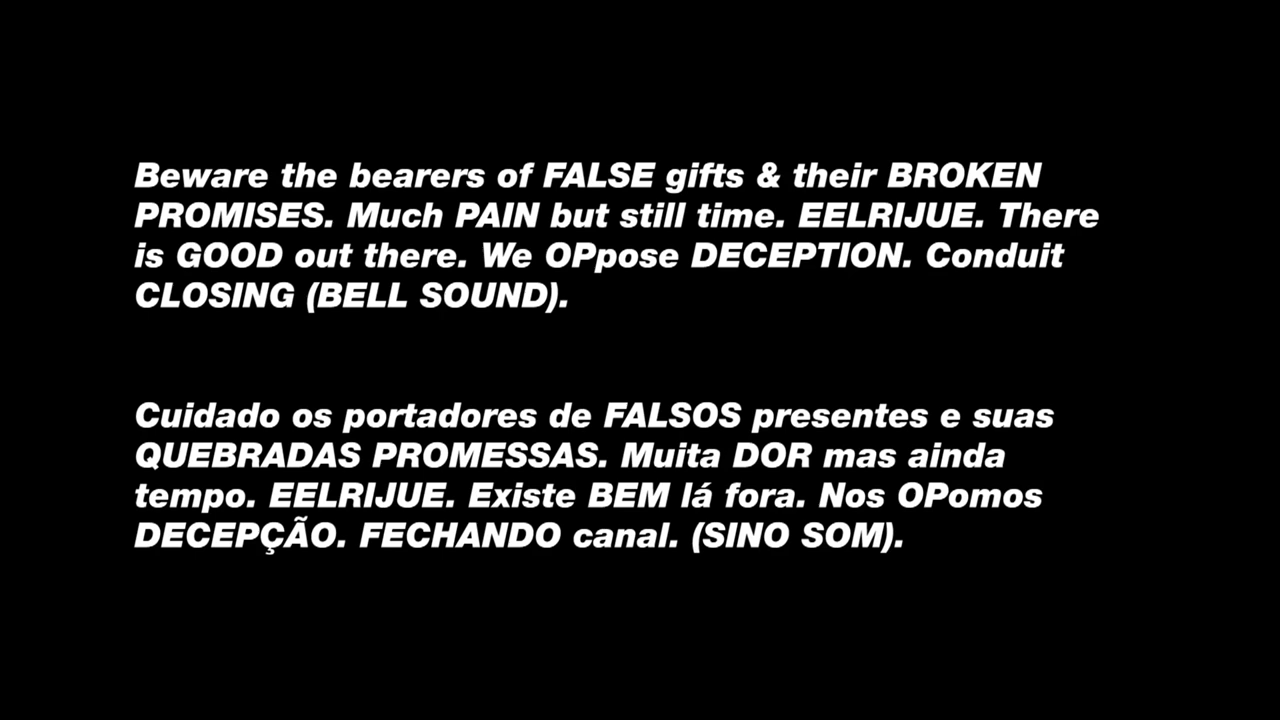 Beware the bearers of FALSE gifts & their BROKEN
PROMISES. Much PAIN but still time. EELRIJUE. There
is GOOD out there. We OPpose DECEPTION. Conduit
CLOSING (BELL SOUND).
Cuidado os portadores de FALSOS presentes e suas
QUEBRADAS PROMESSAS. Muita DOR mas ainda
tempo. EELRIJUE. Existe BEM lá fora. Nos OPomos
DECEPÇÃO. FECHANDO canal. (SINO SOM).